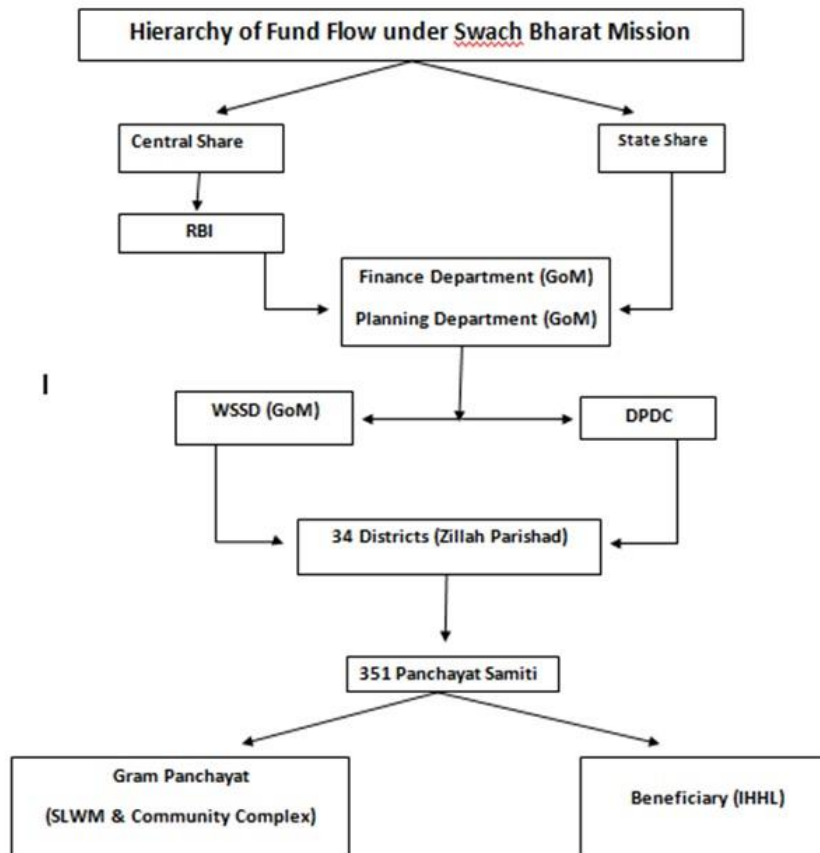 Hierarchy of Fund Flow under Swach Bharat Mission
Central Share
State Share
RBI
Finance Department (GoM)
Planning Department (GoM)
I
WSSD (GoM)
DPDC
34 Districts (Zillah Parishad)
351 Panchayat Samiti
Gram Panchayat
(SLWM & Community Complex)
Beneficiary (IHHL)